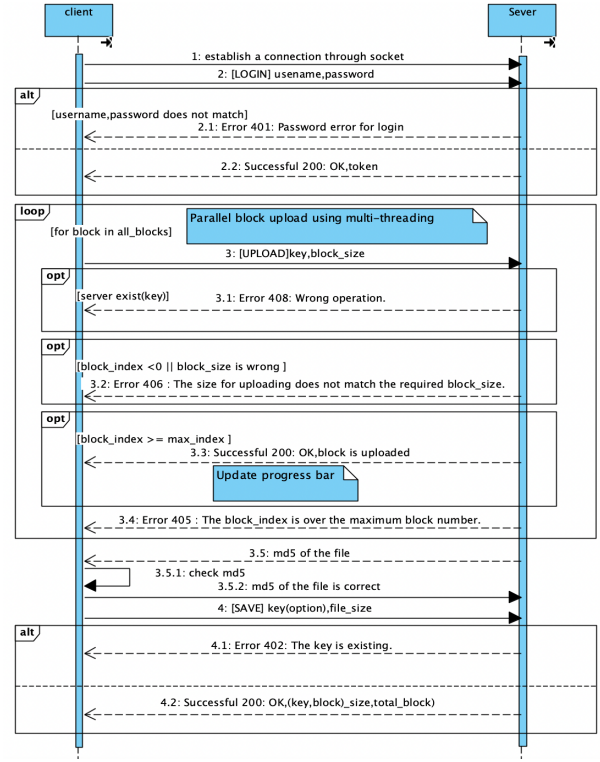 client
Sever
1: establish a connection through socket
2: [LOGIN] usename,password
alt
[username,password does not match]
2.1: Error 401: Password error for login
2.2: Successful 200: OK,token
loop
Parallel block upload using multi-threading
[for block in all_blocks]
3: [UPLOAD]key,block_size
opt
[server exist(key)]
3.1: Error 408: Wrong operation.
opt
[block_index <0 || block_size is wrong ]
3.2: Error 406 : The size for uploading does not match the required block_size.
opt
[block_index >= max_index ]
3.3: Successful 200: OK,block is uploaded
Update progress bar
3.4: Error 405 : The block_index is over the maximum block number.
3.5: md5 of the file
3.5.1: check md5
3.5.2: md5 of the file is correct
4: [SAVE] key(option),file_size
alt
4.1: Error 402: The key is existing.
4.2: Successful 200: OK,(key,block)_size,total_block)